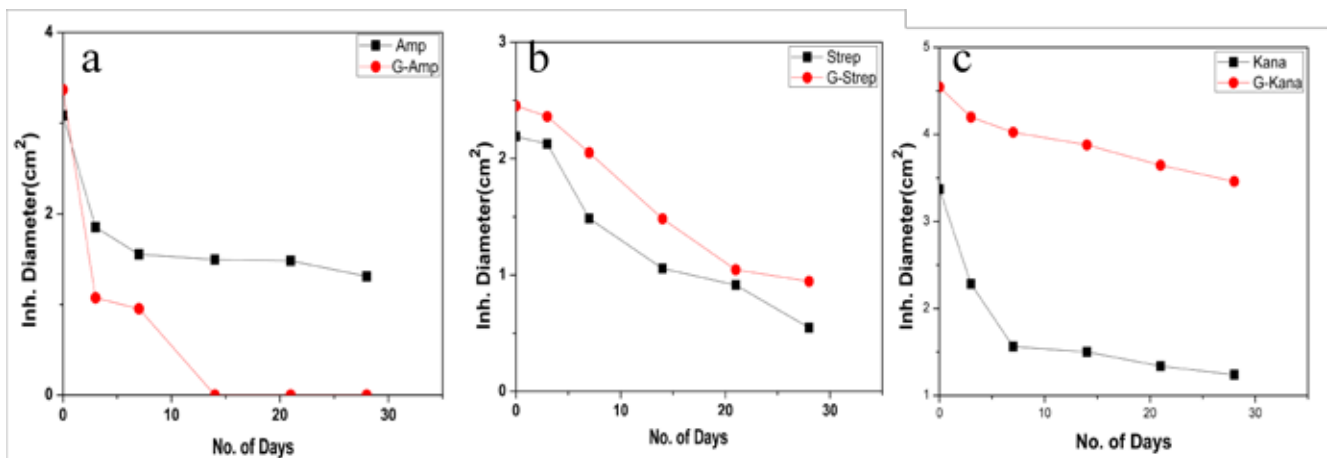 a
Amp
G-Amp
4
2
0
Inh. Diameter(cm²)
0 10 20 30
No. of Days
b
Strep
G-Strep
3
2
1
0
Inh. Diameter(cm²)
0 10 20 30
No. of Days
c
Kana
G-Kana
5
4
3
2
1
Inh. Diameter(cm²)
0 10 20 30
No. of Days